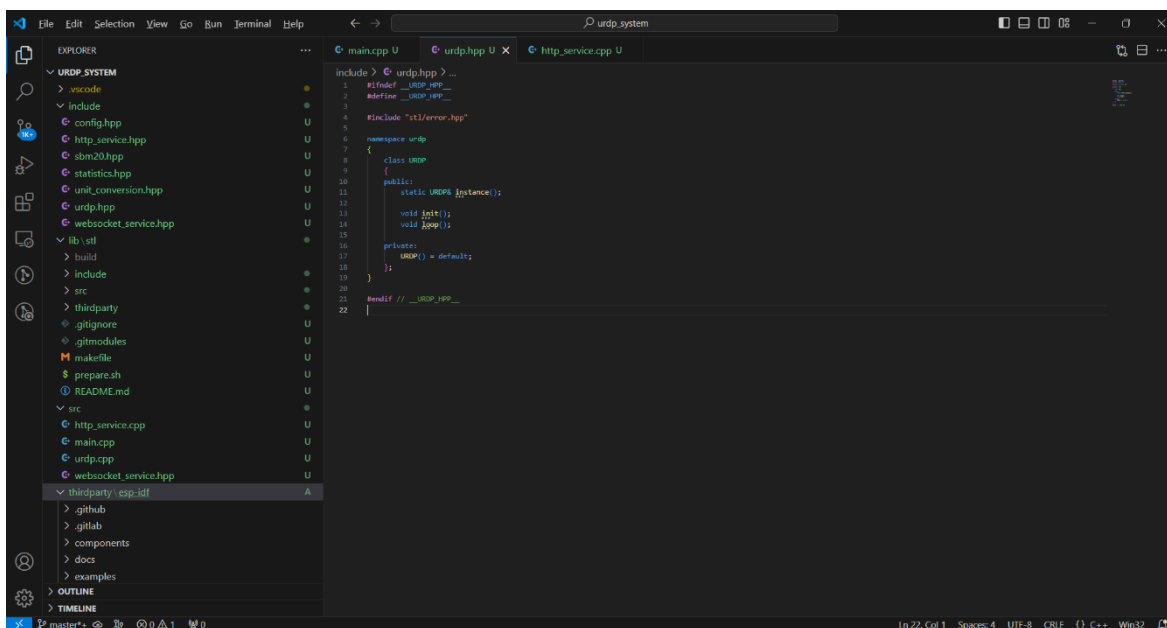 File Edit Selection View Go Run Terminal Help
urdp_system
EXPLORER
main.cpp U
urdp.hpp U
http_service.cpp U
URDP_SYSTEM
.vscode
include
config.hpp U
http_service.hpp U
sbm20.hpp U
statistics.hpp U
unit_conversion.hpp U
urdp.hpp U
websocket_service.hpp U
lib\stl
build
include
src
thirdparty
.gitignore U
.gitmodules U
makefile U
prepare.sh U
README.md U
src
http_service.cpp U
main.cpp U
urdp.cpp U
websocket_service.hpp U
thirdparty\esp-idf A
.github
.gitlab
components
docs
examples
OUTLINE
TIMELINE
1K+
include > urdp.hpp > ...
1 #ifndef __URDP_HPP__
2 #define __URDP_HPP__
3
4 #include "stl/error.hpp"
5
6 namespace urdp
7 {
8 class URDP
9 {
10 public:
11 static URDP& instance();
12
13 void init();
14 void loop();
15
16 private:
17 URDP() = default;
18 };
19 }
20
21 #endif // __URDP_HPP__
22
master*+ 0 1 0 Ln 22, Col 1 Spaces: 4 UTF-8 CRLF {} C++ Win32